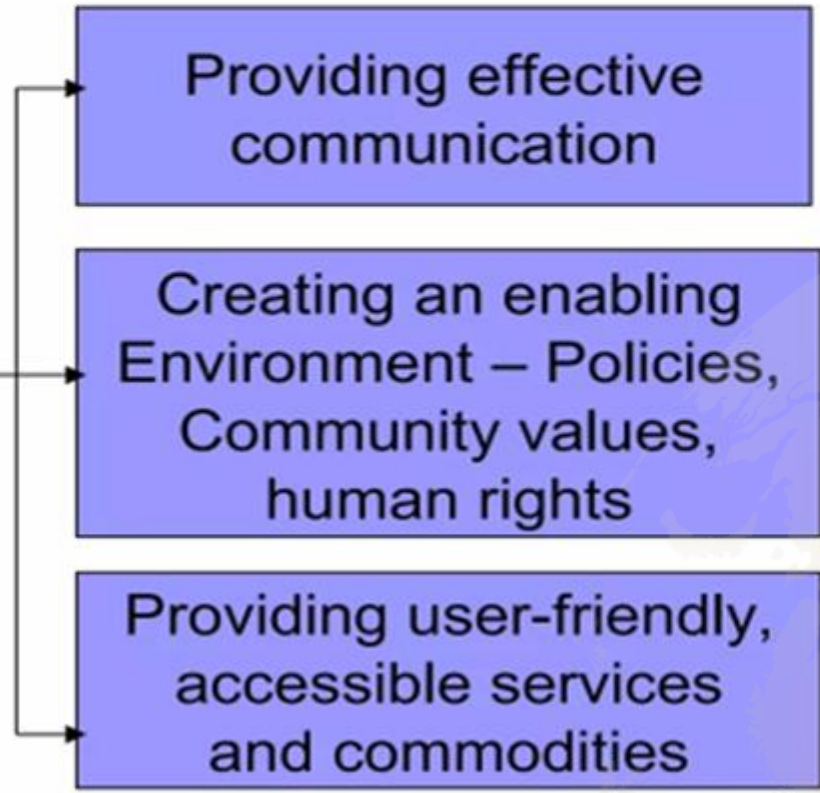 Providing effective
communication
Creating an enabling
Environment – Policies,
Community values,
human rights
Providing user-friendly,
accessible services
and commodities